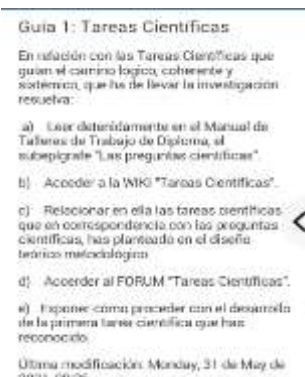 Guía 1: Tareas Científicas
En relación con las Tareas Científicas que
guían el camino lógico, coherente y
sistémico, que ha de llevar la investigación
resuelva:
a) Leer detenidamente en el Manual de
Talleres de Trabajo de Diploma, el
subepígrafe "Las preguntas científicas".
b) Acceder a la WIKI "Tareas Científicas".
c) Relacionar en ella las tareas científicas
que en correspondencia con las preguntas
científicas, has planteado en el diseño
teórico metodológico
d) Acceder al FORUM "Tareas Científicas".
e) Exponer cómo proceder con el desarrollo
de la primera tarea científica que has
reconocido.
Última modificación: Monday, 31 de May de